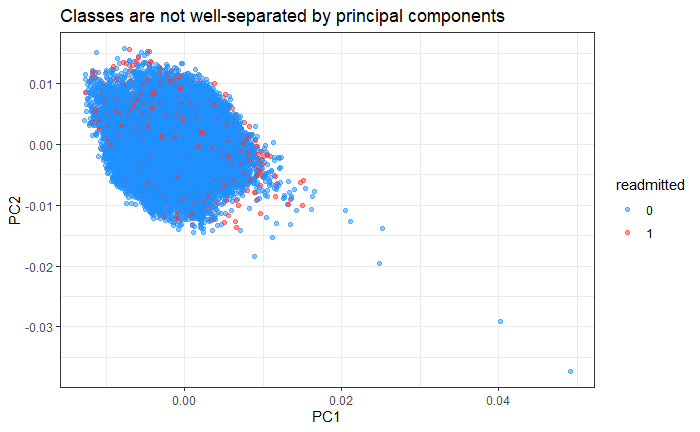 Classes are not well-separated by principal components
0.01
0.00
-0.01
-0.02
-0.03
PC2
0.00
0.02
0.04
PC1
readmitted
0
1